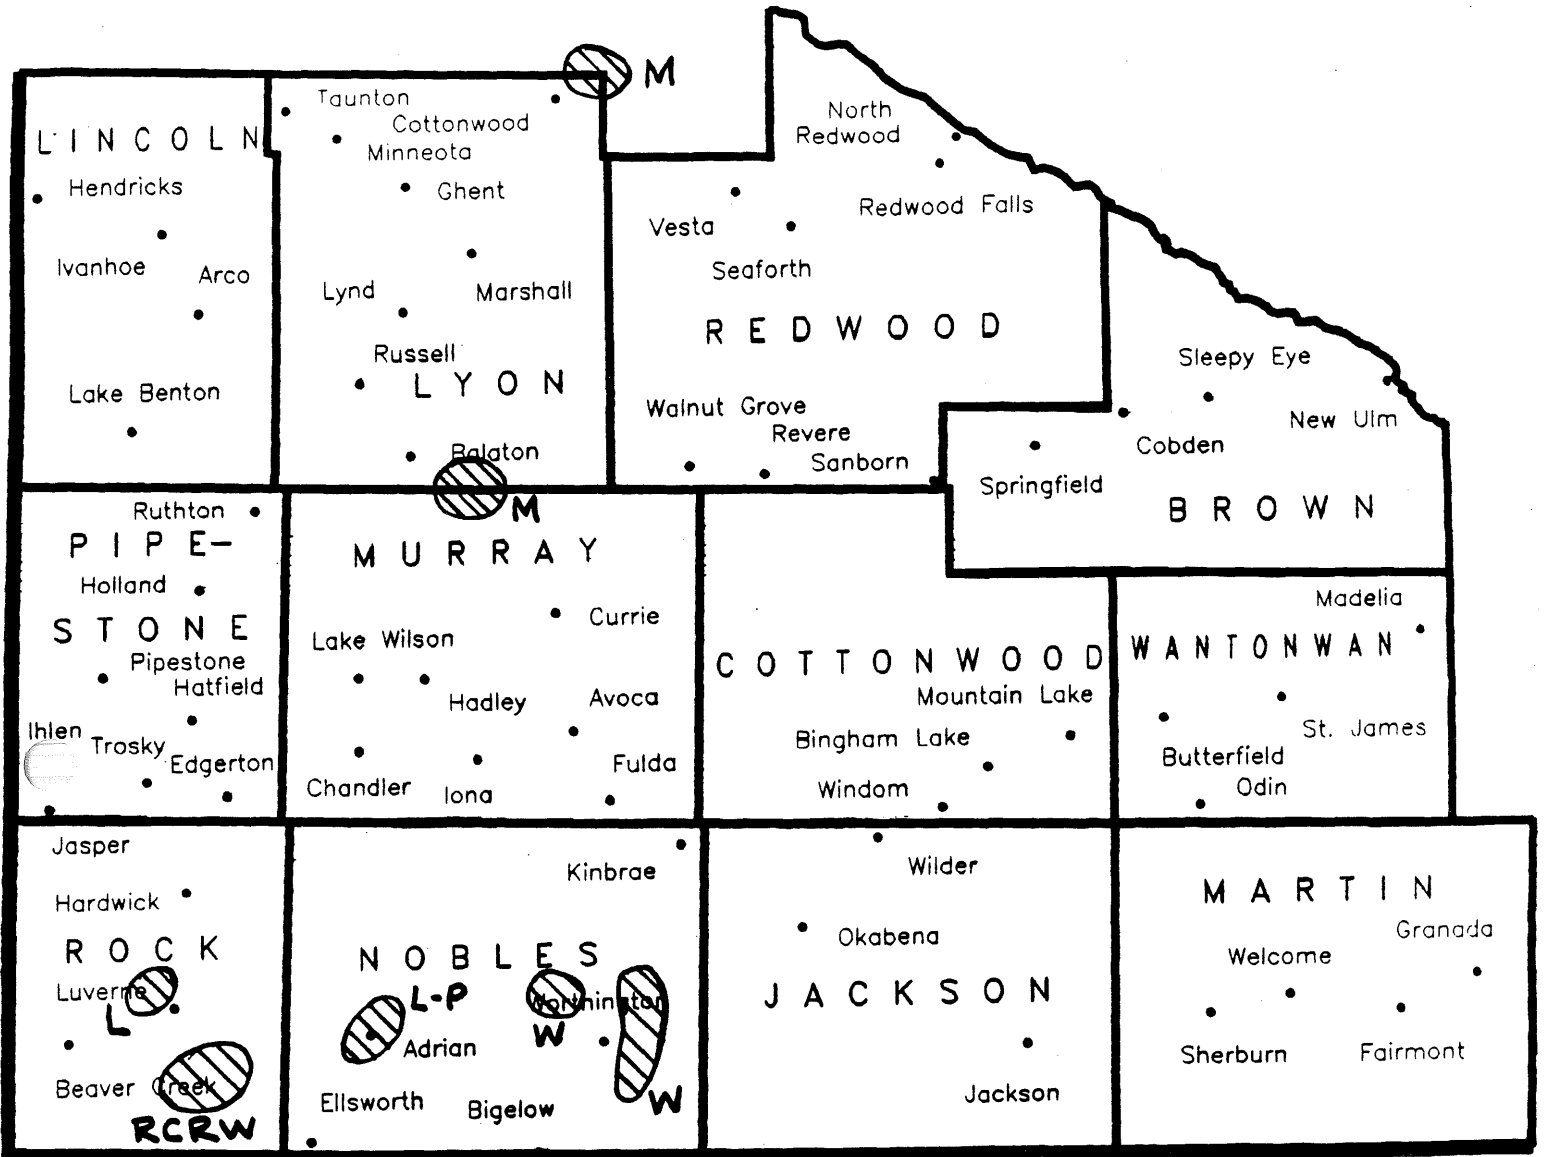 M
Taunton
North
Redwood
Cottonwood
LINCOLN
Minneota
Hendricks
Ghent
Redwood Falls
Vesta
Ivanhoe
Arco
Seaforth
Lynd
Marshall
REDWOOD
Russell
Sleepy Eye
LYON
Lake Benton
Walnut Grove
New Ulm
Revere
Cobden
Balaton
Sanborn
Springfield
Ruthton
M
BROWN
PIPE-
MURRAY
Holland
Madelia
Currie
STONE
Lake Wilson
WANTONWAN
COTTONWOOD
Pipestone
Hatfield
Mountain Lake
Hadley
Avoca
Ihlen
St. James
Trosky
Bingham Lake
Edgerton
Butterfield
Fulda
Chandler
Iona
Windom
Odin
Jasper
Kinbrae
Wilder
Hardwick
MARTIN
Granada
ROCK
Okabena
NOBLES
Welcome
Luverne
L-P
Worthington
JACKSON
L
W
Adrian
Sherburn
Fairmont
Beaver Creek
Ellsworth
Bigelow
W
Jackson
RCRW